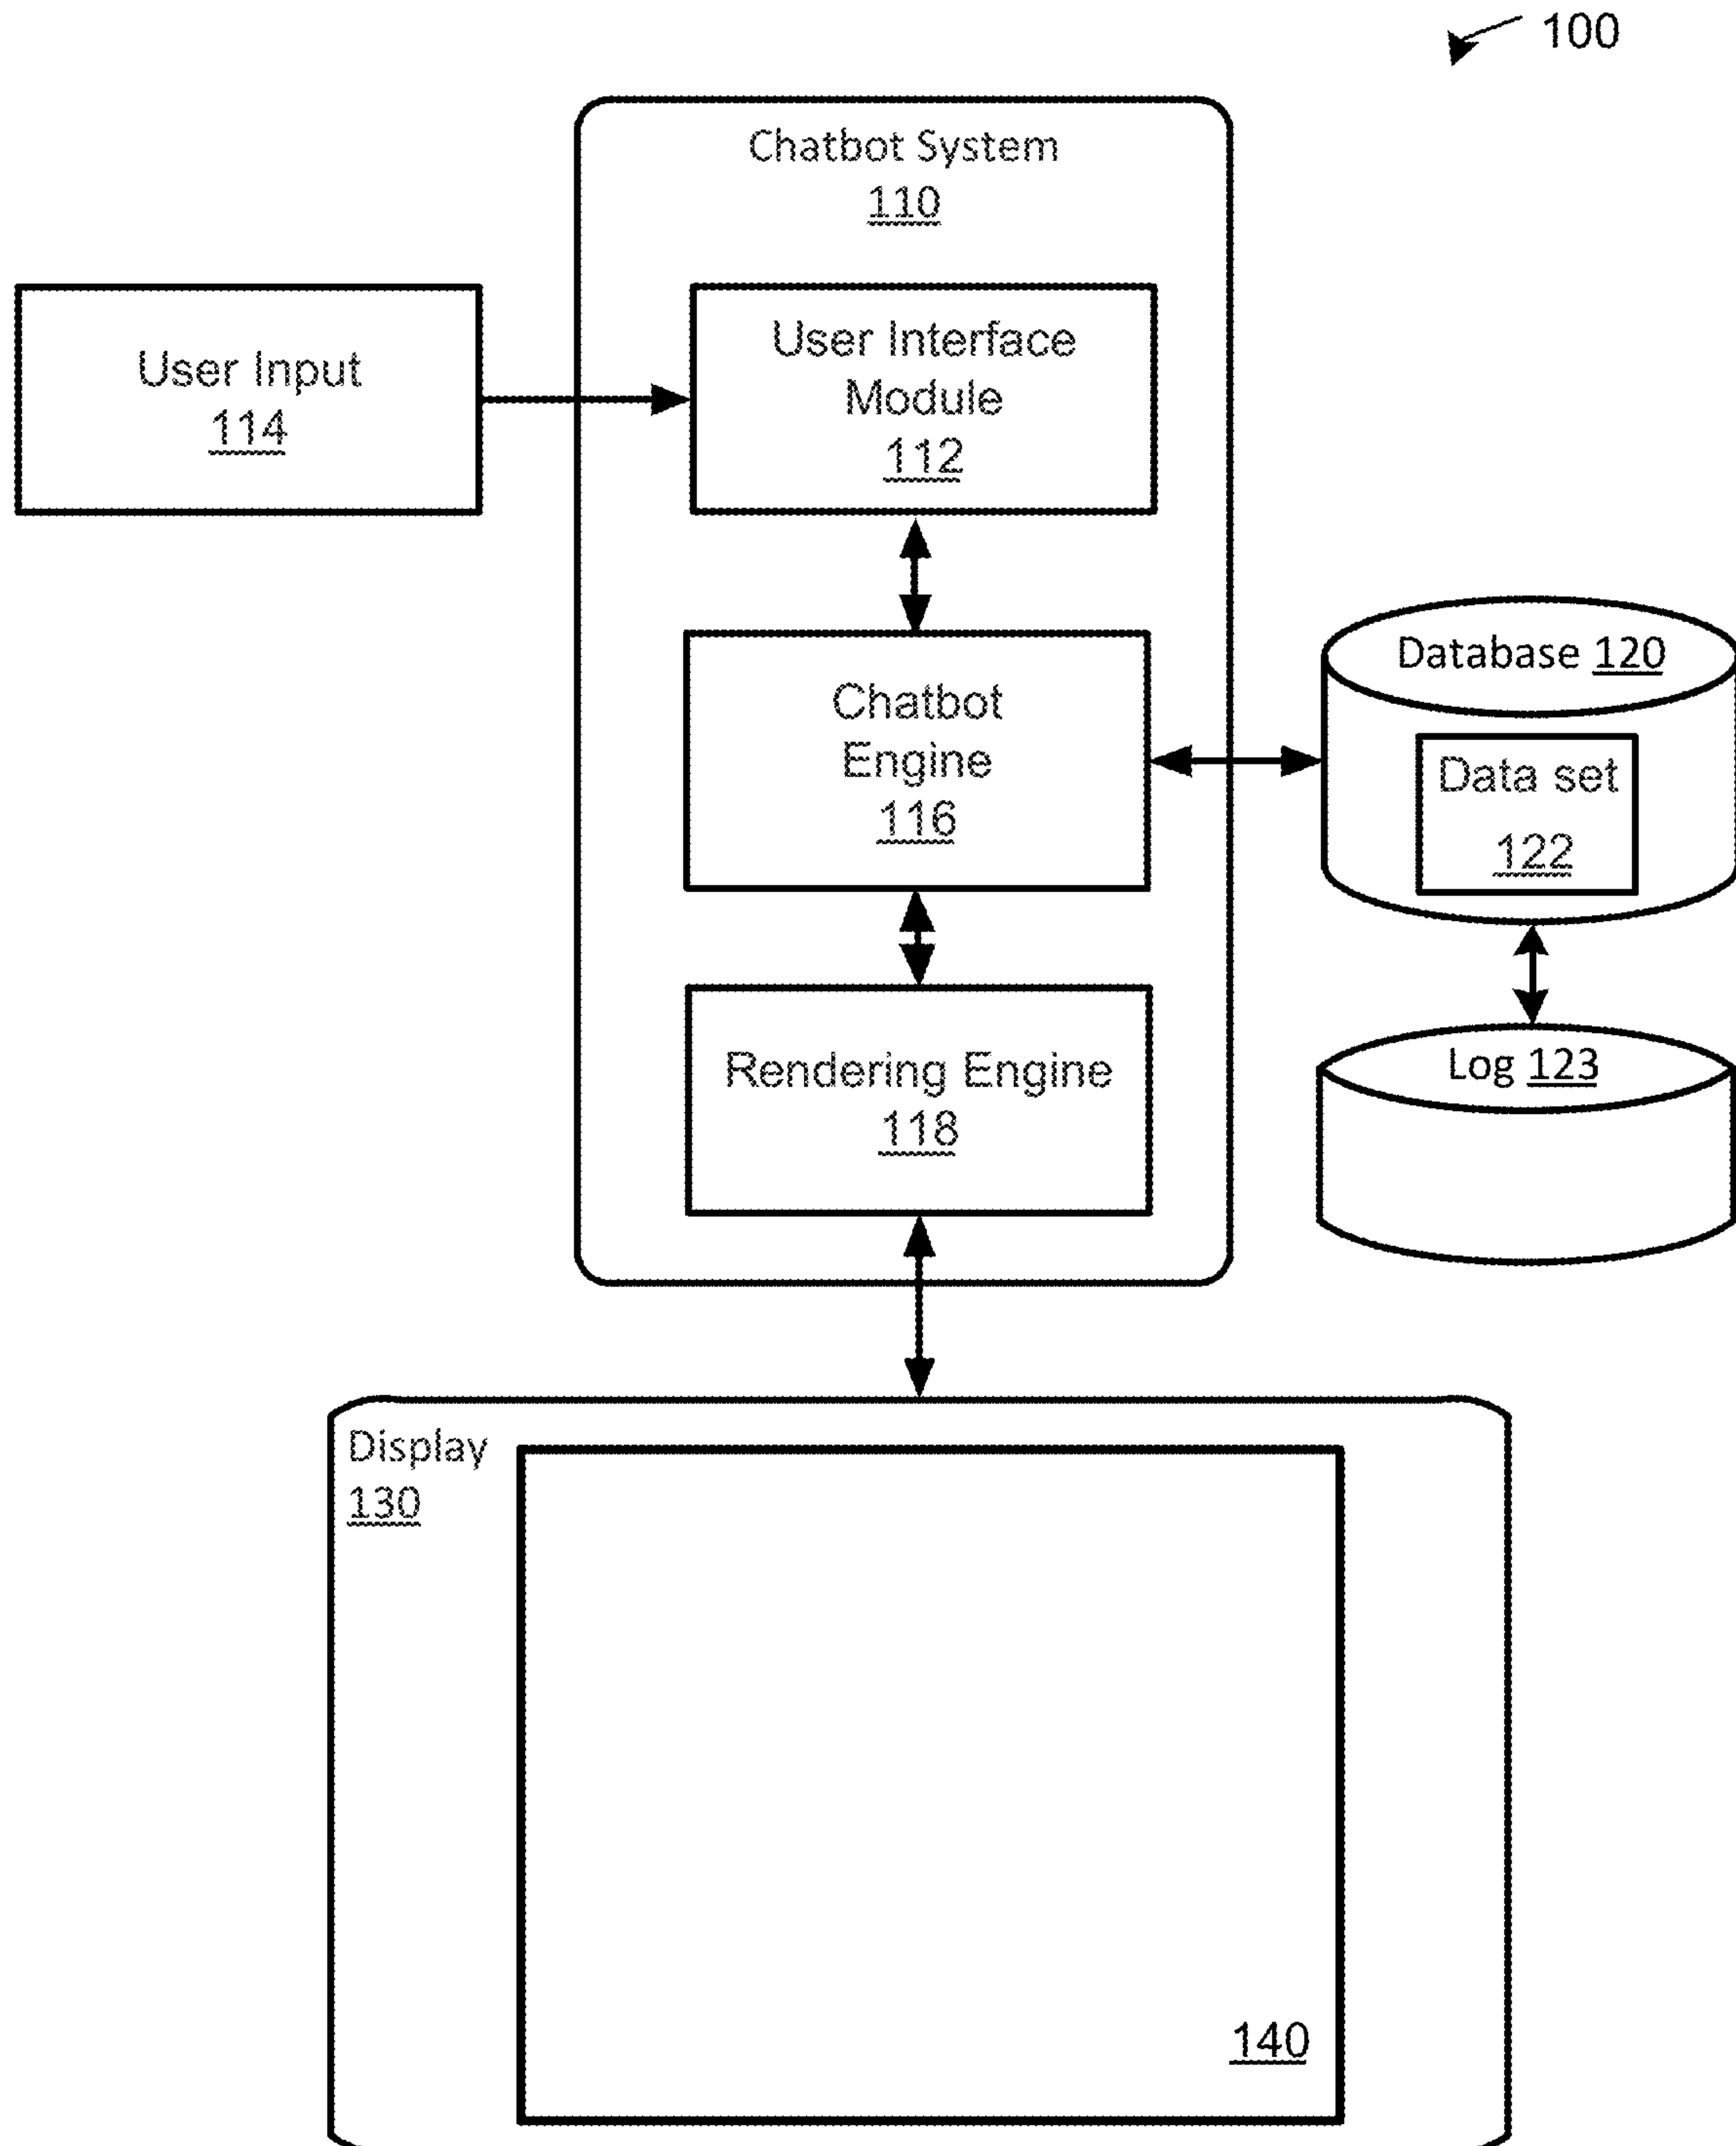 100
Chatbot System
110
User Input
114
User Interface
Module
112
Chatbot
Engine
116
Database 120
Data set
122
Rendering Engine
118
Log 123
Display
130
140